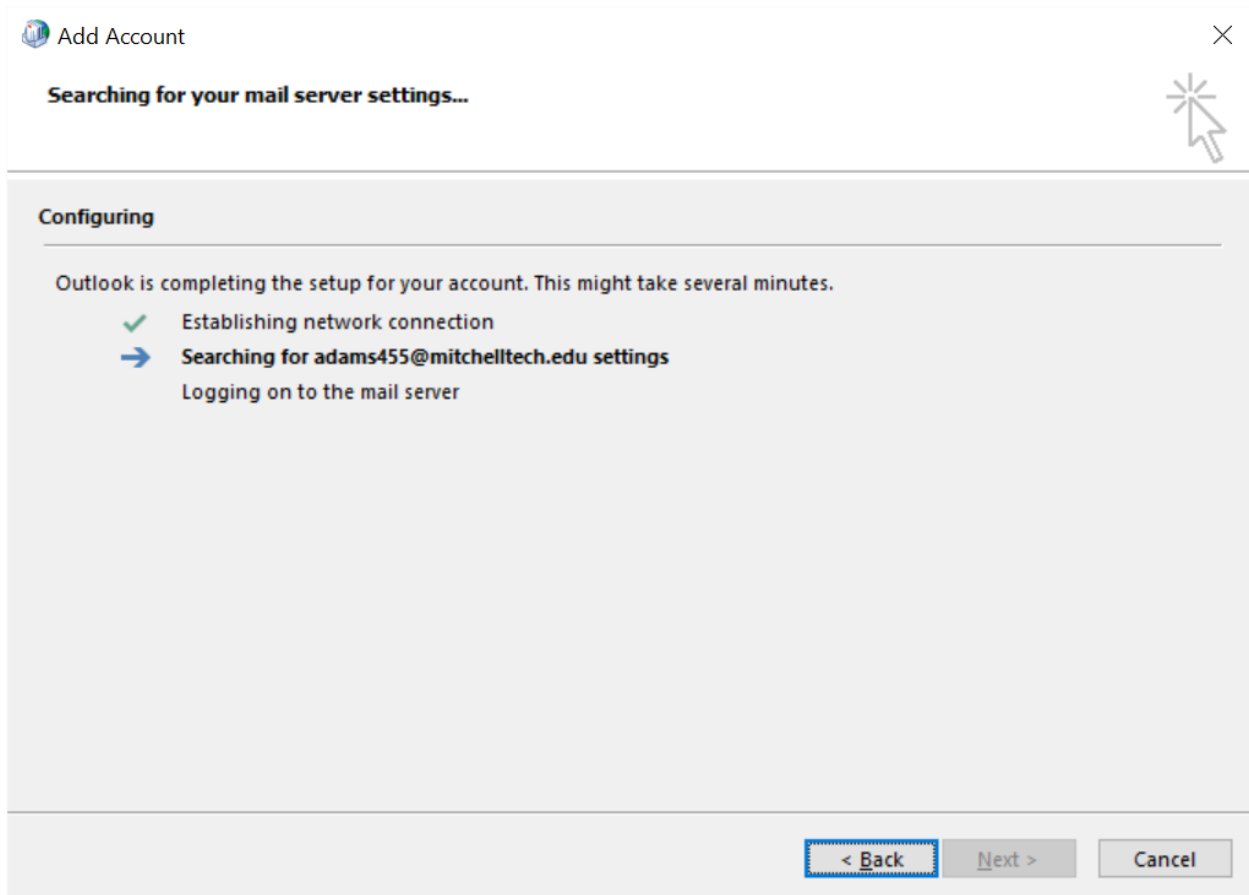 Add Account
Searching for your mail server settings...
Configuring
Outlook is completing the setup for your account. This might take several minutes.
Establishing network connection
Searching for adams455@mitchelltech.edu settings
Logging on to the mail server
< Back
Next >
Cancel